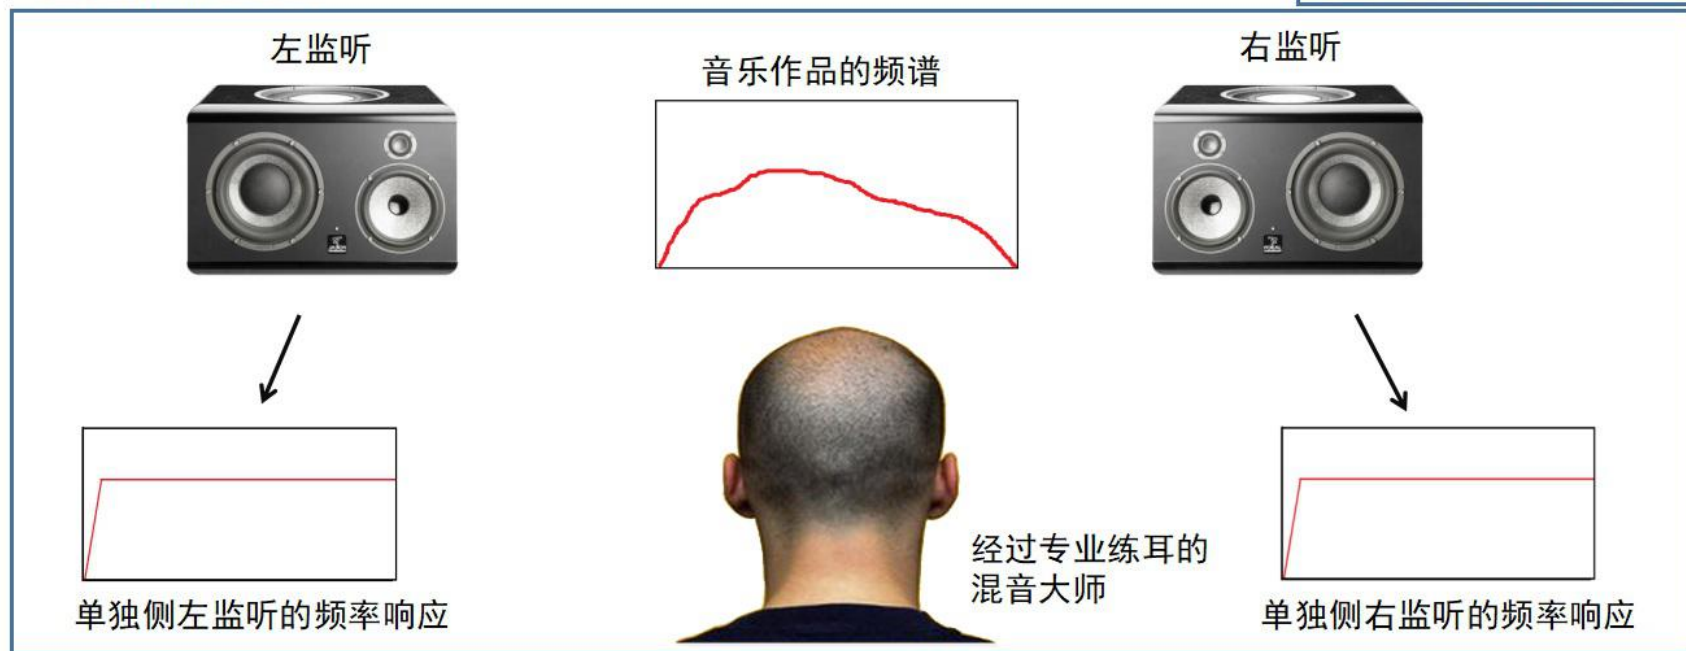 左监听
音乐作品的频谱
右监听
经过专业练耳的
混音大师
单独侧左监听的频率响应
单独侧右监听的频率响应